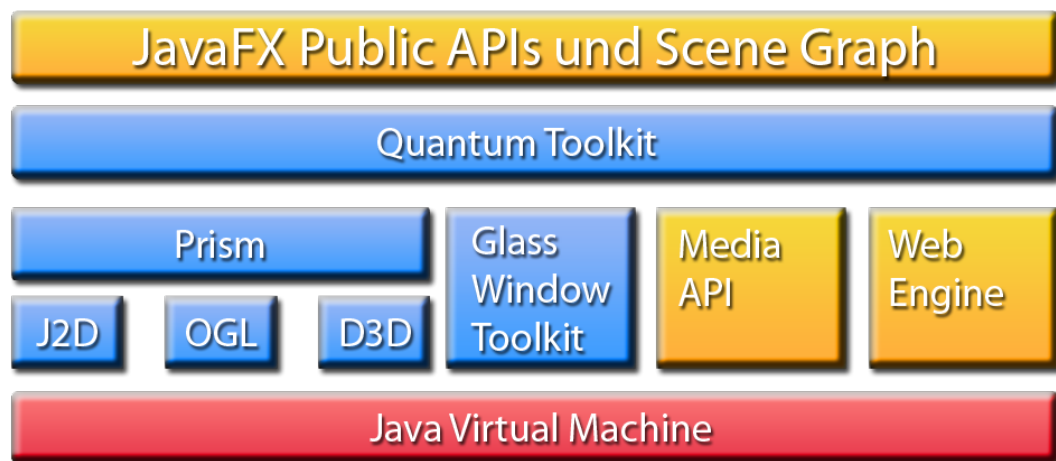 JavaFX Public APIs und Scene Graph
Quantum Toolkit
Prism
J2D
OGL
D3D
Glass
Window
Toolkit
Media
API
Web
Engine
Java Virtual Machine